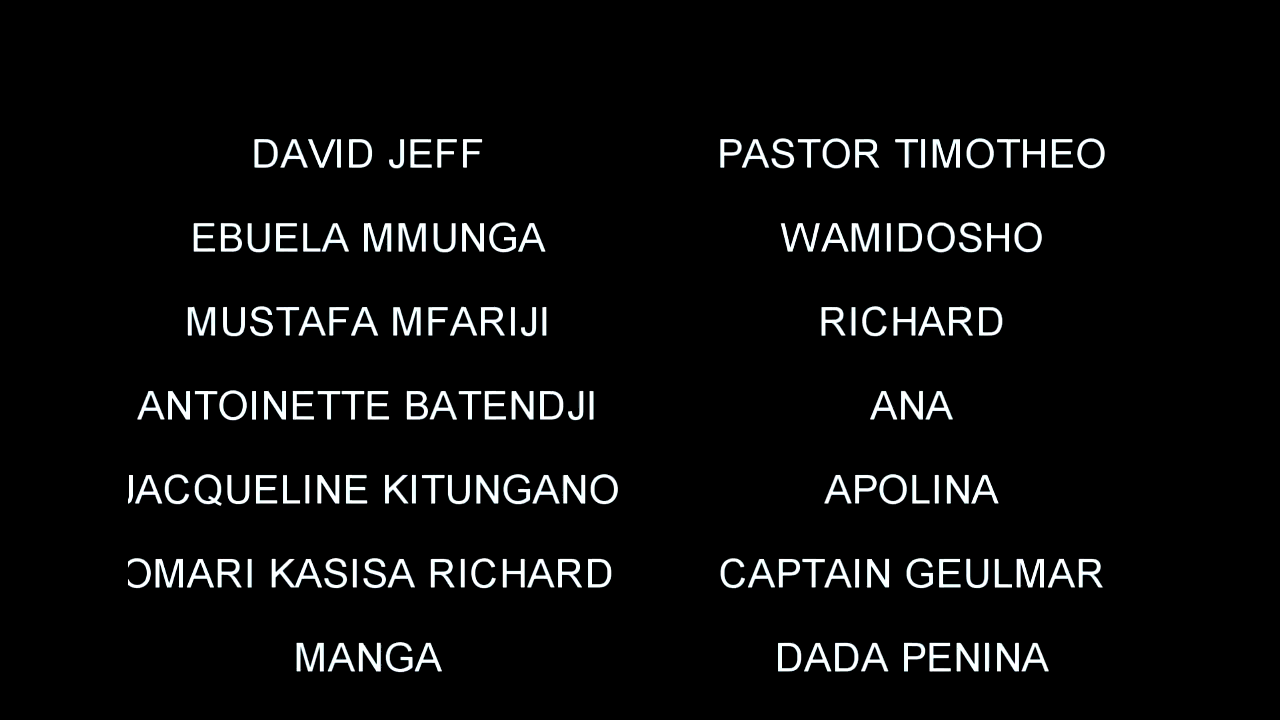 DAVID JEFF PASTOR TIMOTHEO
EBUELA MMUNGA WAMIDOSHO
MUSTAFA MFARIJI RICHARD
ANTOINETTE BATENDJI ANA
JACQUELINE KITUNGANO APOLINA
OMARI KASISA RICHARD CAPTAIN GEULMAR
MANGA DADA PENINA